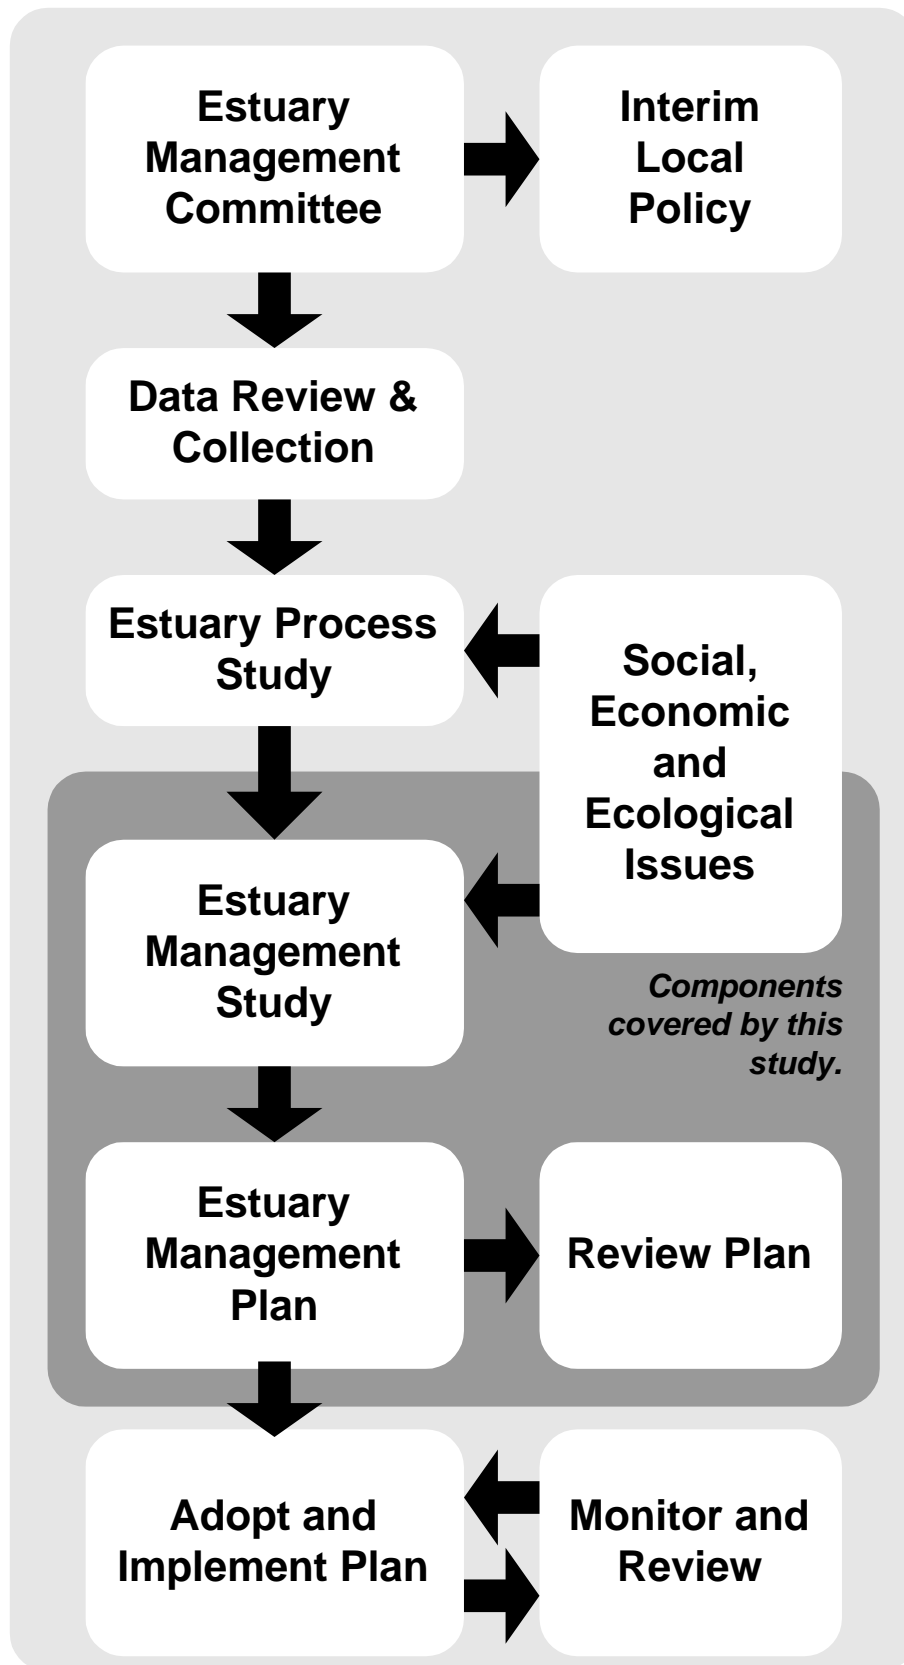 Estuary
Management
Committee
Interim
Local
Policy
Data Review &
Collection
Estuary Process
Study
Social,
Economic
and
Ecological
Issues
Estuary
Management
Study
Components
covered by this
study.
Estuary
Management
Plan
Review Plan
Adopt and
Implement Plan
Monitor and
Review